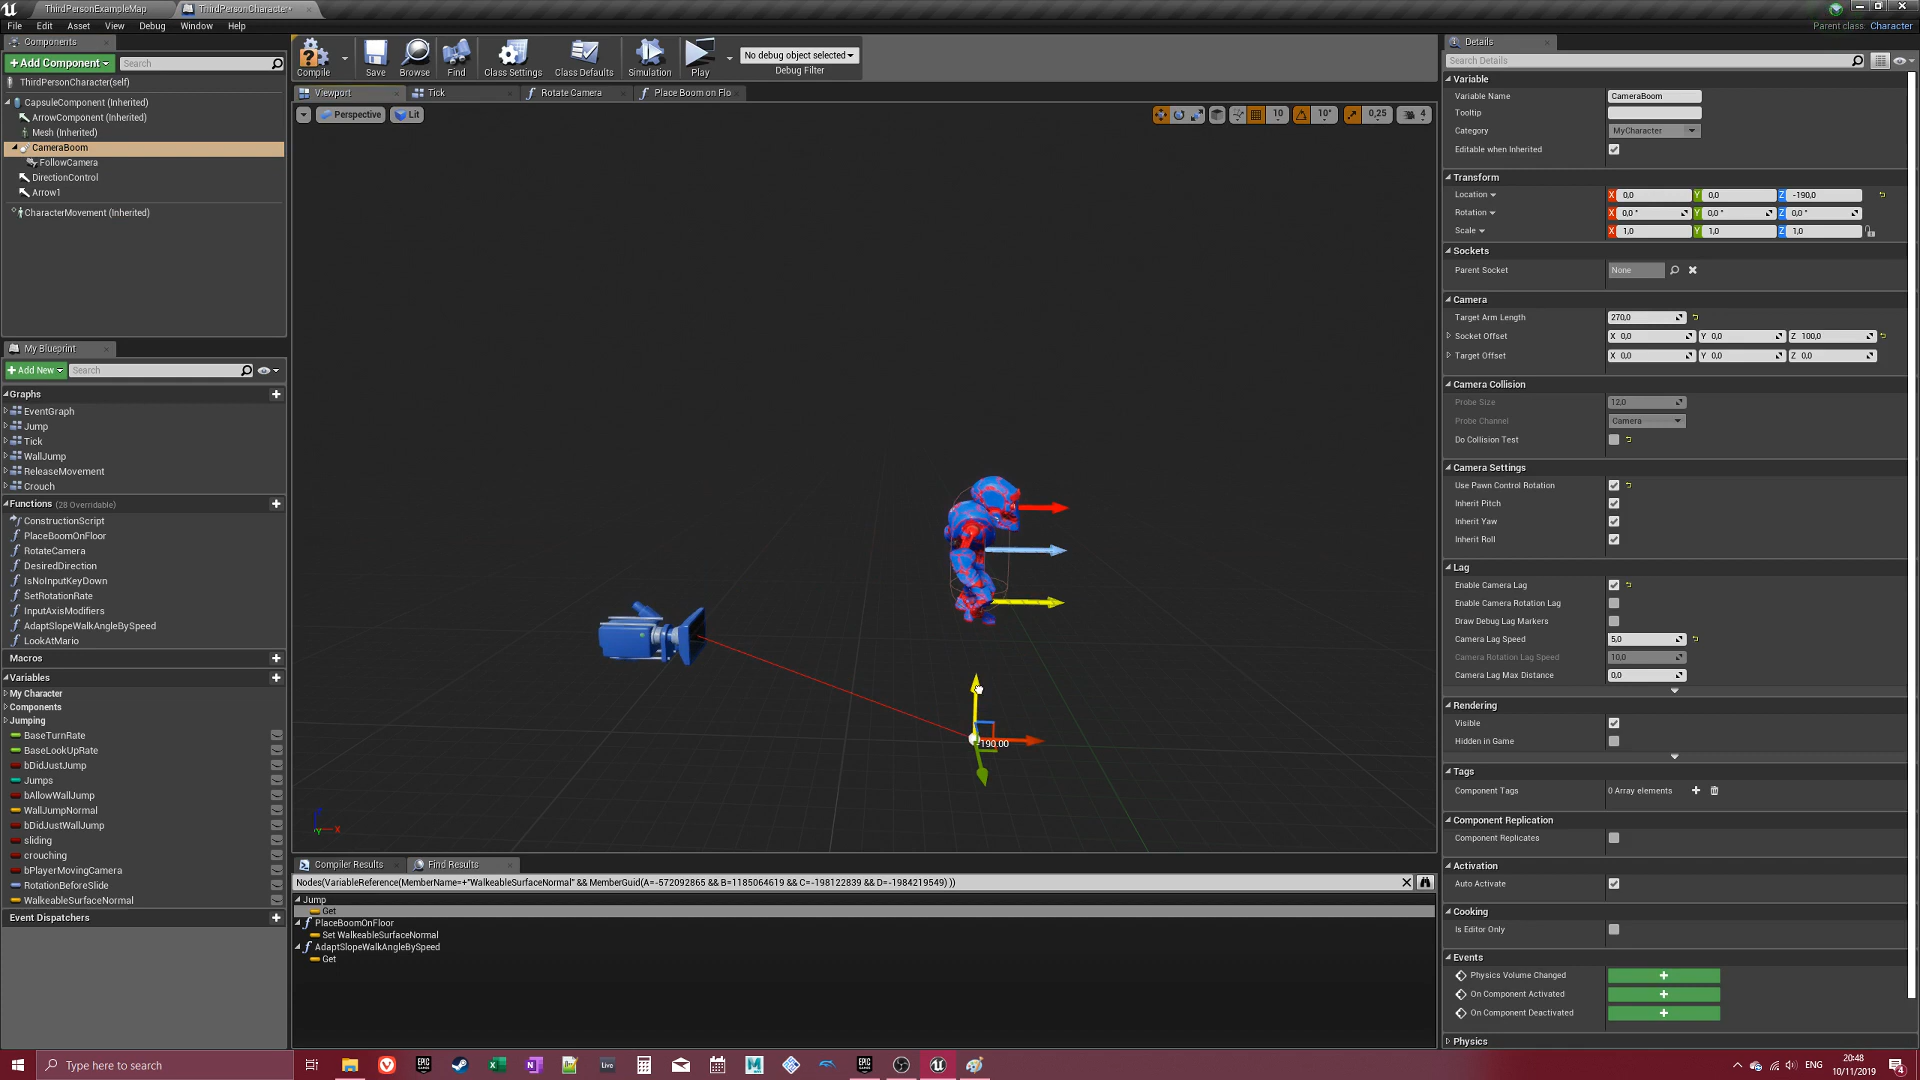 ThirdPersonExampleMap
ThirdPersonCharacter*
File Edit Asset View Debug Window Help
Parent class: Character
Components
+Add Component
Search
ThirdPersonCharacter(self)
CapsuleComponent (Inherited)
ArrowComponent (Inherited)
Mesh (Inherited)
CameraBoom
FollowCamera
DirectionControl
Arrow1
CharacterMovement (Inherited)
My Blueprint
+Add New
Search
Graphs
EventGraph
Jump
Tick
WallJump
ReleaseMovement
Crouch
Functions (28 Overridable)
ConstructionScript
PlaceBoomOnFloor
RotateCamera
DesiredDirection
IsNoInputKeyDown
SetRotationRate
InputAxisModifiers
AdaptSlopeWalkAngleBySpeed
LookAtMario
Macros
Variables
My Character
Components
Jumping
BaseTurnRate
BaseLookUpRate
bDidJustJump
Jumps
bAllowWallJump
WallJumpNormal
bDidJustWallJump
sliding
crouching
bPlayerMovingCamera
RotationBeforeSlide
WalkeableSurfaceNormal
Event Dispatchers
Compile
Save
Browse
Find
Class Settings
Class Defaults
Simulation
Play
No debug object selected
Debug Filter
Viewport
Tick
Rotate Camera
Place Boom on Flo
Perspective
Lit
10
10°
0,25
4
-190.00
X
Y
Compiler Results
Find Results
Nodes(VariableReference(MemberName=+"WalkeableSurfaceNormal" && MemberGuid(A=-572092865 && B=1185064619 && C=-198122839 && D=-1984219549) ))
Jump
Get
PlaceBoomOnFloor
Set WalkeableSurfaceNormal
AdaptSlopeWalkAngleBySpeed
Get
Details
Search Details
Variable
Variable Name CameraBoom
Tooltip
Category MyCharacter
Editable when Inherited
Transform
Location X 0,0 Y 0,0 Z -190,0
Rotation X 0,0 ° Y 0,0 ° Z 0,0 °
Scale X 1,0 Y 1,0 Z 1,0
Sockets
Parent Socket None
Camera
Target Arm Length 270,0
Socket Offset X 0,0 Y 0,0 Z 100,0
Target Offset X 0,0 Y 0,0 Z 0,0
Camera Collision
Probe Size 12,0
Probe Channel Camera
Do Collision Test
Camera Settings
Use Pawn Control Rotation
Inherit Pitch
Inherit Yaw
Inherit Roll
Lag
Enable Camera Lag
Enable Camera Rotation Lag
Draw Debug Lag Markers
Camera Lag Speed 5,0
Camera Rotation Lag Speed 10,0
Camera Lag Max Distance 0,0
Rendering
Visible
Hidden in Game
Tags
Component Tags 0 Array elements
Component Replication
Component Replicates
Activation
Auto Activate
Cooking
Is Editor Only
Events
Physics Volume Changed
On Component Activated
On Component Deactivated
Physics
Type here to search
EPIC GAMES
Live
EPIC GAMES
ENG
20:48
10/11/2019
4